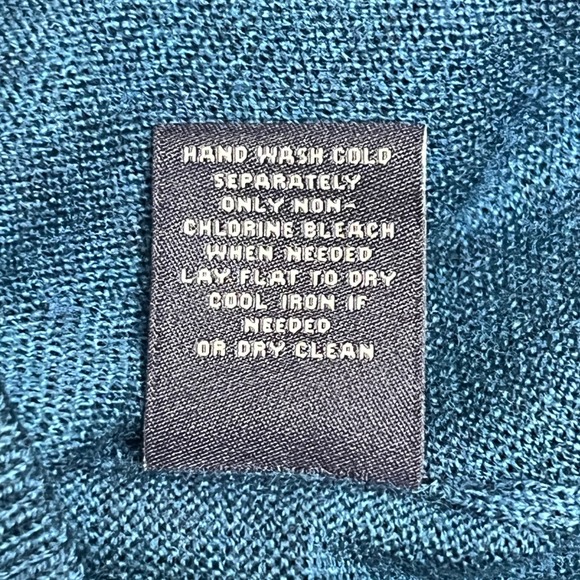 HAND WASH COLD
SEPARATELY
ONLY NON-
CHLORINE BLEACH
WHEN NEEDED
LAY FLAT TO DRY
COOL IRON IF
NEEDED
OR DRY CLEAN